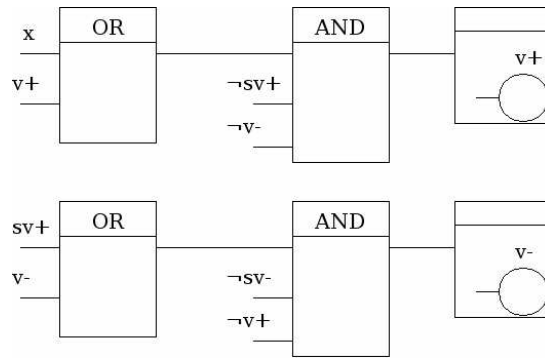 OR
AND
x
v+
v+
¬sv+
¬v-
OR
AND
sv+
v-
v-
¬sv-
¬v+